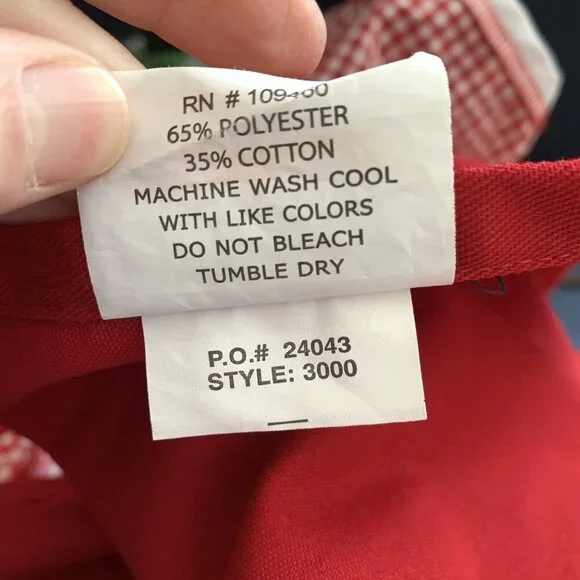 RN # 109460
65% POLYESTER
35% COTTON
MACHINE WASH COOL
WITH LIKE COLORS
DO NOT BLEACH
TUMBLE DRY
P.O.# 24043
STYLE: 3000